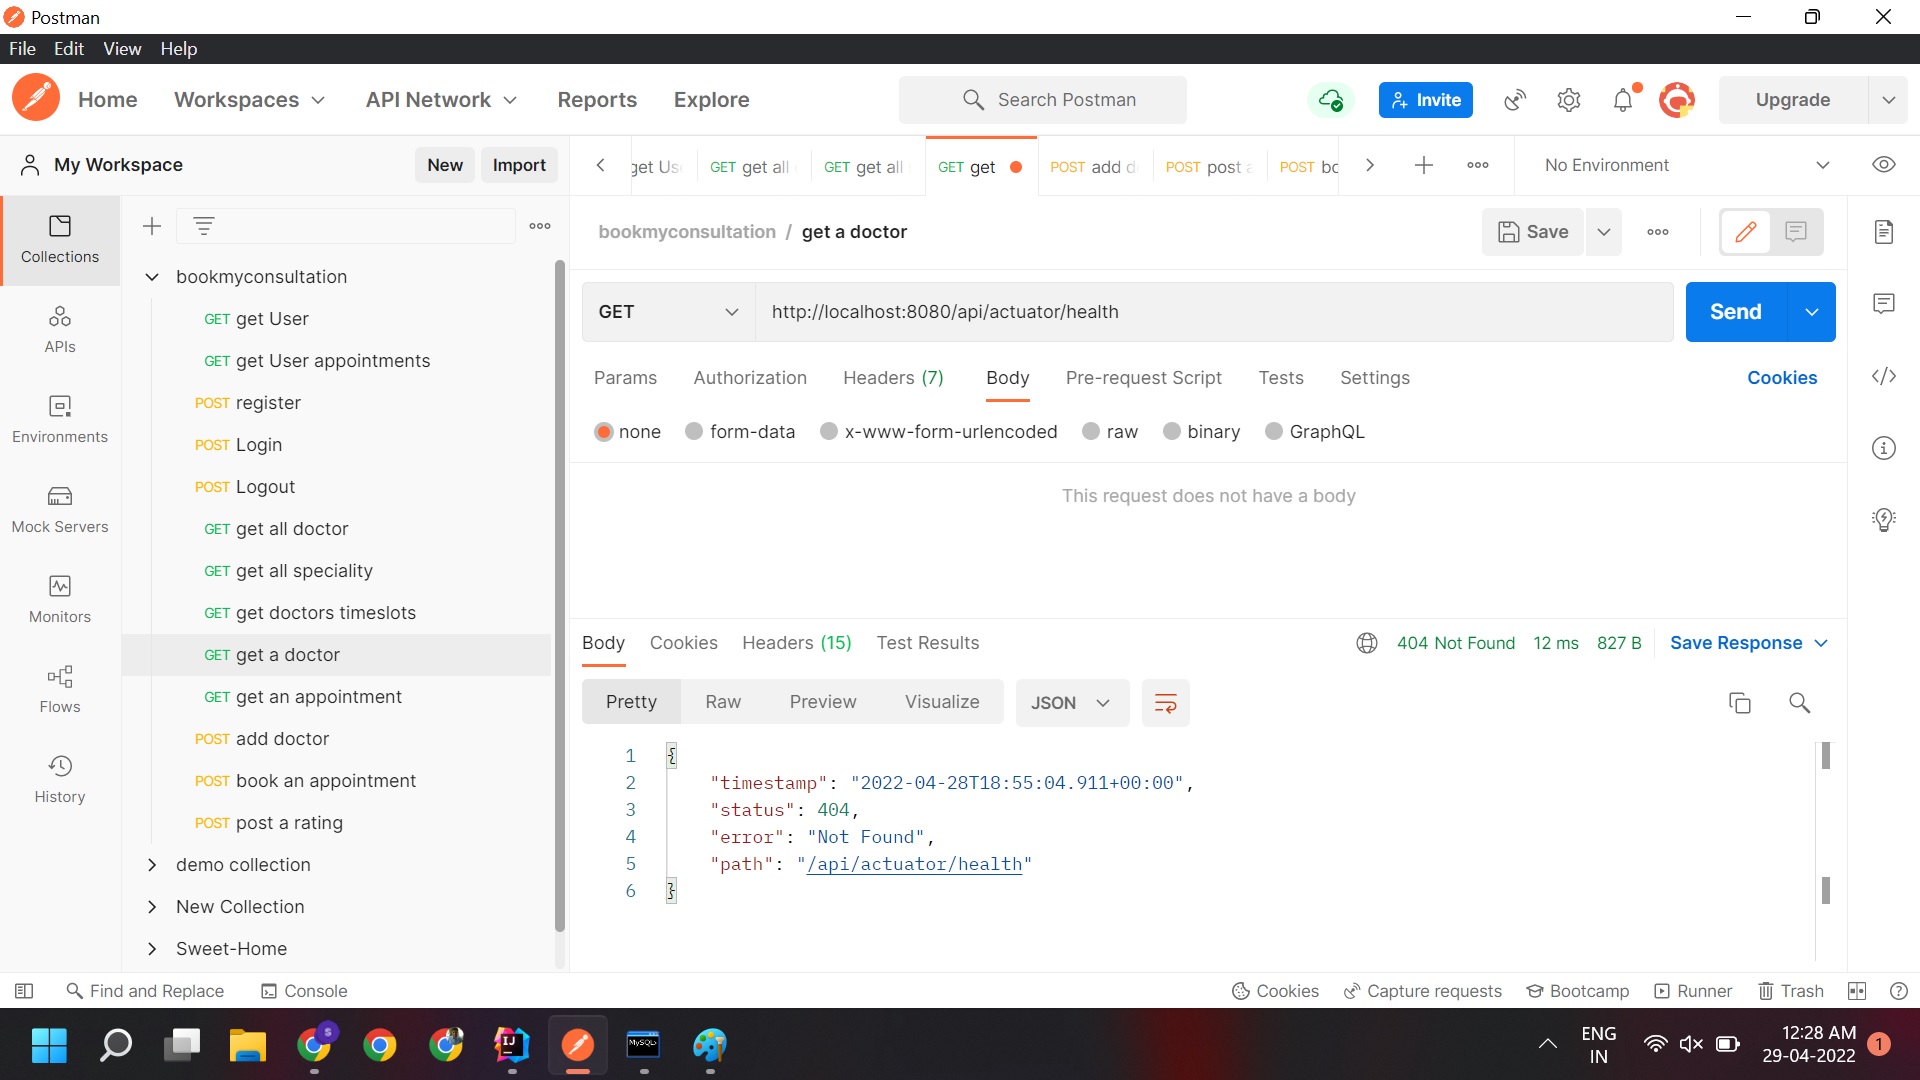 Postman
File Edit View Help
Home Workspaces API Network Reports Explore Search Postman Invite Upgrade
My Workspace New Import
GET get all GET get all GET get POST add POST post POST
No Environment
Collections
APIs
Environments
Mock Servers
Monitors
Flows
History
bookmyconsultation
GET get User
GET get User appointments
POST register
POST Login
POST Logout
GET get all doctor
GET get all speciality
GET get doctors timeslots
GET get a doctor
GET get an appointment
POST add doctor
POST book an appointment
POST post a rating
demo collection
New Collection
Sweet-Home
bookmyconsultation / get a doctor Save
GET http://localhost:8080/api/actuator/health Send
Params Authorization Headers (7) Body Pre-request Script Tests Settings Cookies
none form-data x-www-form-urlencoded raw binary GraphQL
This request does not have a body
Body Cookies Headers (15) Test Results 404 Not Found 12 ms 827 B Save Response
Pretty Raw Preview Visualize JSON
1 {
2 "timestamp": "2022-04-28T18:55:04.911+00:00",
3 "status": 404,
4 "error": "Not Found",
5 "path": "/api/actuator/health"
6 }
Find and Replace Console Cookies Capture requests Bootcamp Runner Trash
S IJ MySQL
ENG
IN
12:28 AM
29-04-2022
1